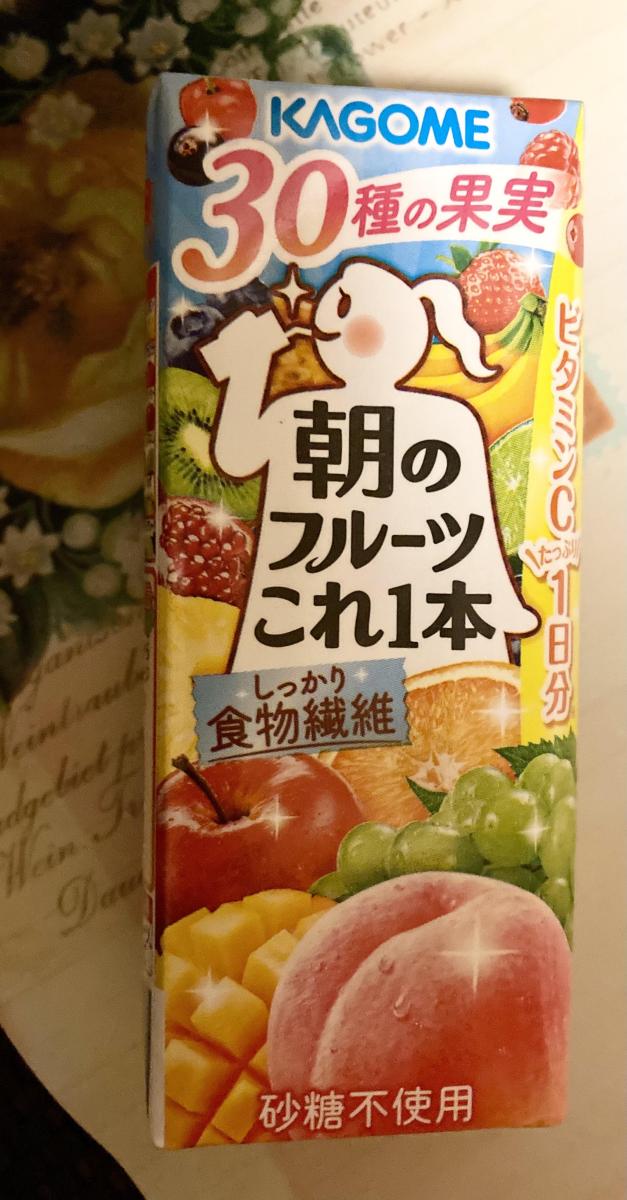 KAGOME
30種の果実
朝の
フルーツ
これ1本
ビタミンC
たっぷり
1日分
しっかり
食物繊維
砂糖不使用
Wein